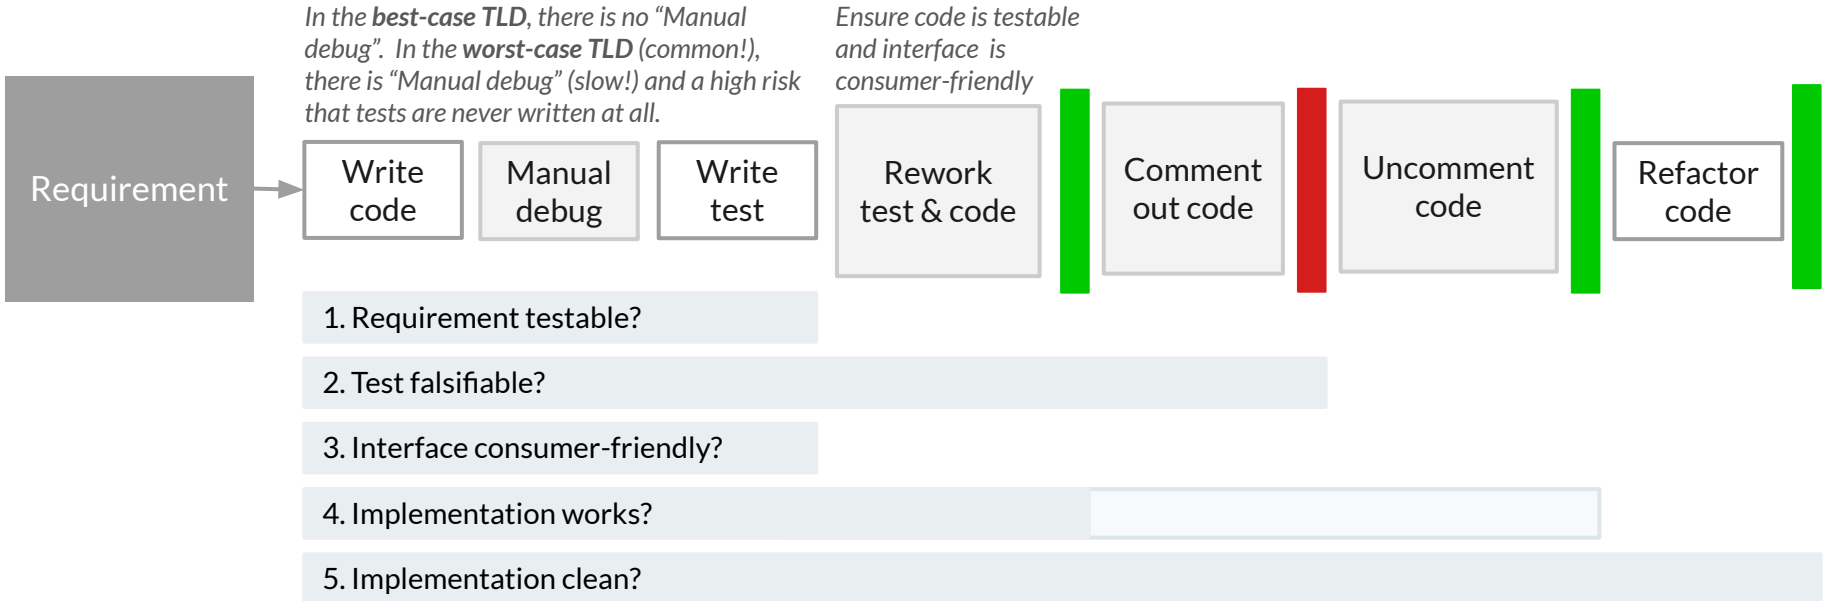 In the best-case TLD, there is no “Manual
debug”. In the worst-case TLD (common!),
there is “Manual debug” (slow!) and a high risk
that tests are never written at all.
Ensure code is testable
and interface is
consumer-friendly
Requirement
Write
code
Manual
debug
Write
test
Rework
test & code
Comment
out code
Uncomment
code
Refactor
code
1. Requirement testable?
2. Test falsifiable?
3. Interface consumer-friendly?
4. Implementation works?
5. Implementation clean?